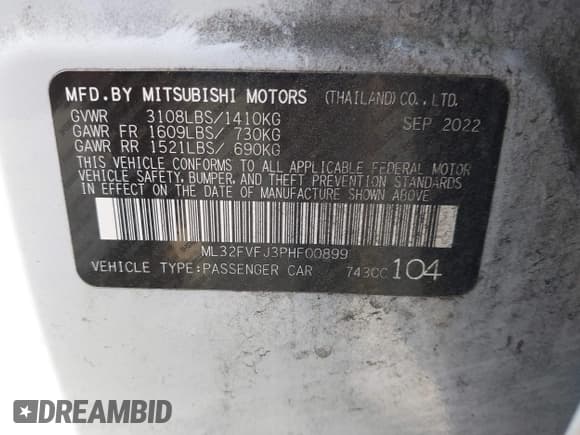 MFD.BY MITSUBISHI MOTORS (THAILAND) CO., LTD.
GVWR 3108LBS/1410KG SEP 2022
GAWR FR 1609LBS/ 730KG
GAWR RR 1521LBS/ 690KG
THIS VEHICLE CONFORMS TO ALL APPLICABLE FEDERAL MOTOR
VEHICLE SAFETY, BUMPER, AND THEFT PREVENTION STANDARDS
IN EFFECT ON THE DATE OF MANUFACTURE SHOWN ABOVE.
ML32FVFJ3PHF00899
VEHICLE TYPE:PASSENGER CAR 743CC 104
DREAMBID